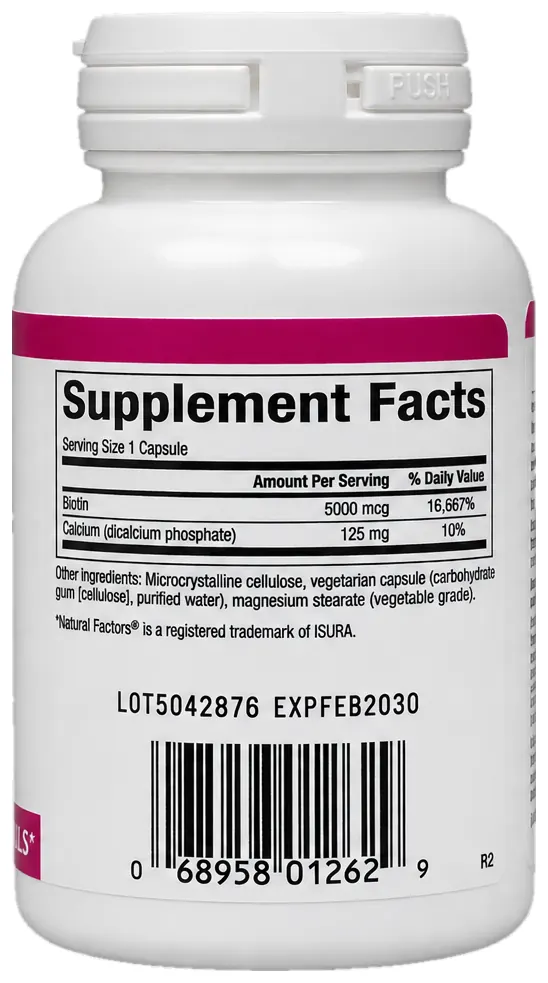 PUSH
Supplement Facts
Serving Size 1 Capsule
Amount Per Serving % Daily Value
Biotin 5000 mcg 16,667%
Calcium (dicalcium phosphate) 125 mg 10%
Other ingredients: Microcrystalline cellulose, vegetarian capsule (carbohydrate
gum [cellulose], purified water), magnesium stearate (vegetable grade).
*Natural Factors® is a registered trademark of ISURA.
LOT5042876 EXPFEB2030
0 68958 01262 9
R2